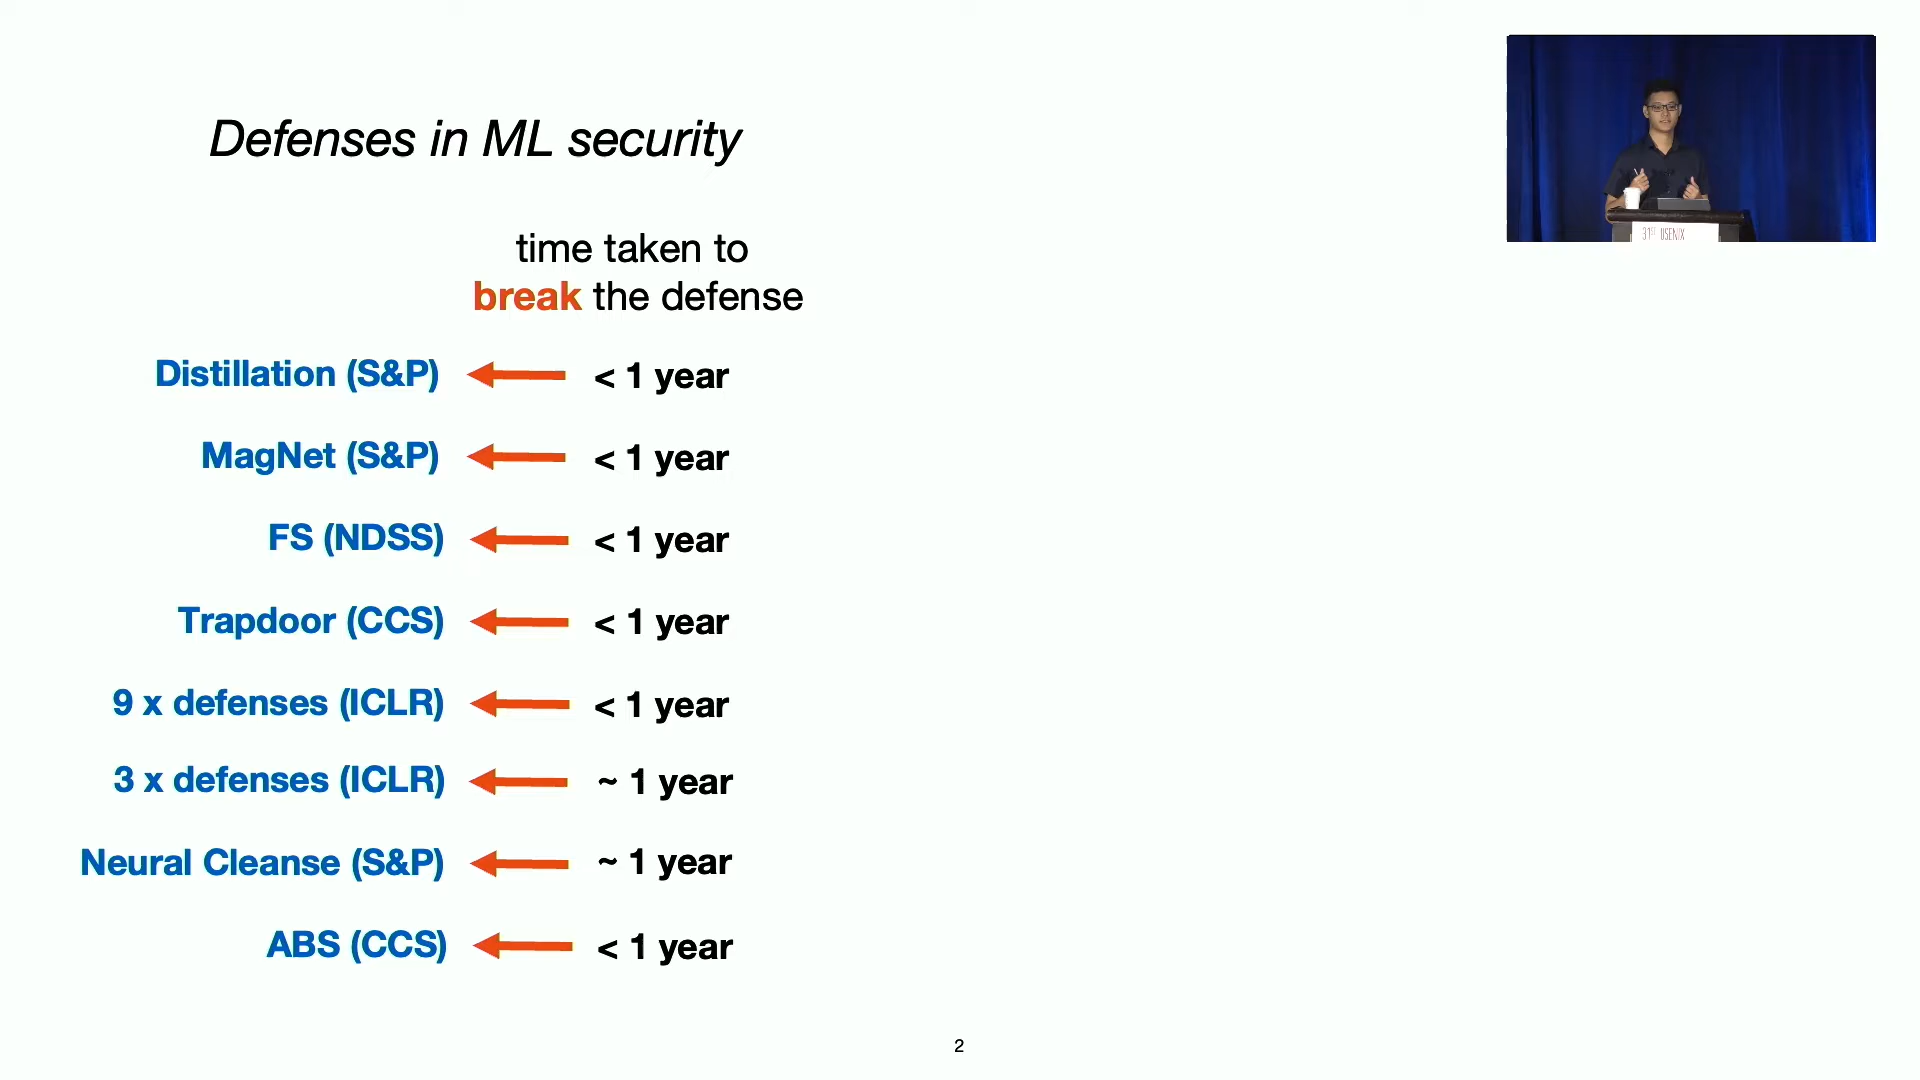 Defenses in ML security
time taken to
break the defense
Distillation (S&P) < 1 year
MagNet (S&P) < 1 year
FS (NDSS) < 1 year
Trapdoor (CCS) < 1 year
9 x defenses (ICLR) < 1 year
3 x defenses (ICLR) ~ 1 year
Neural Cleanse (S&P) ~ 1 year
ABS (CCS) < 1 year
31ST USENIX
2